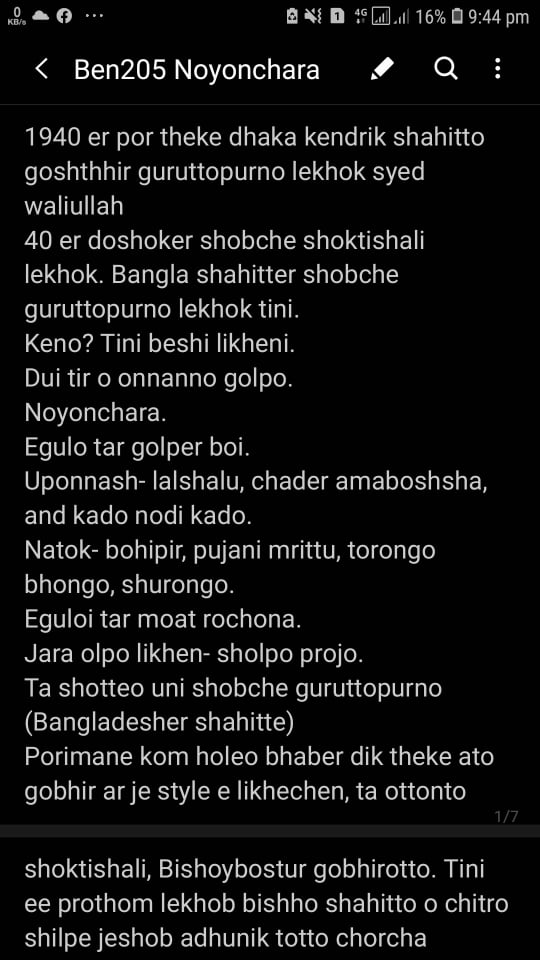 0
KB/s
4G
16%
9:44 pm
Ben205 Noyonchara
1940 er por theke dhaka kendrik shahitto
goshthhir guruttopurno lekhok syed
waliullah
40 er doshoker shobche shoktishali
lekhok. Bangla shahitter shobche
guruttopurno lekhok tini.
Keno? Tini beshi likheni.
Dui tir o onnanno golpo.
Noyonchara.
Egulo tar golper boi.
Uponnash- lalshalu, chader amaboshsha,
and kado nodi kado.
Natok- bohipir, pujani mrittu, torongo
bhongo, shurongo.
Eguloi tar moat rochona.
Jara olpo likhen- sholpo projo.
Ta shotteo uni shobche guruttopurno
(Bangladesher shahitte)
Porimane kom holeo bhaber dik theke ato
gobhir ar je style e likhechen, ta ottonto
1/7
shoktishali, Bishoybostur gobhirotto. Tini
ee prothom lekhob bishho shahitto o chitro
shilpe jeshob adhunik totto chorcha